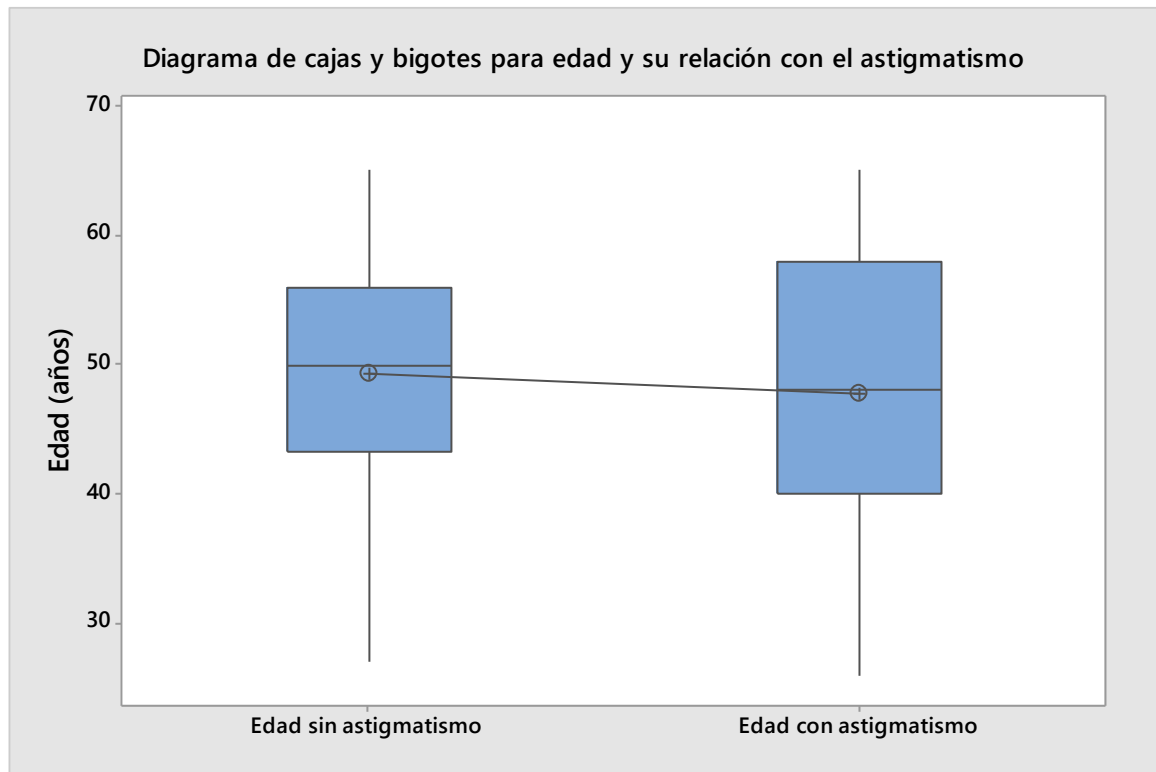 Diagrama de cajas y bigotes para edad y su relación con el astigmatismo
70
60
50
40
30
Edad (años)
Edad sin astigmatismo
Edad con astigmatismo